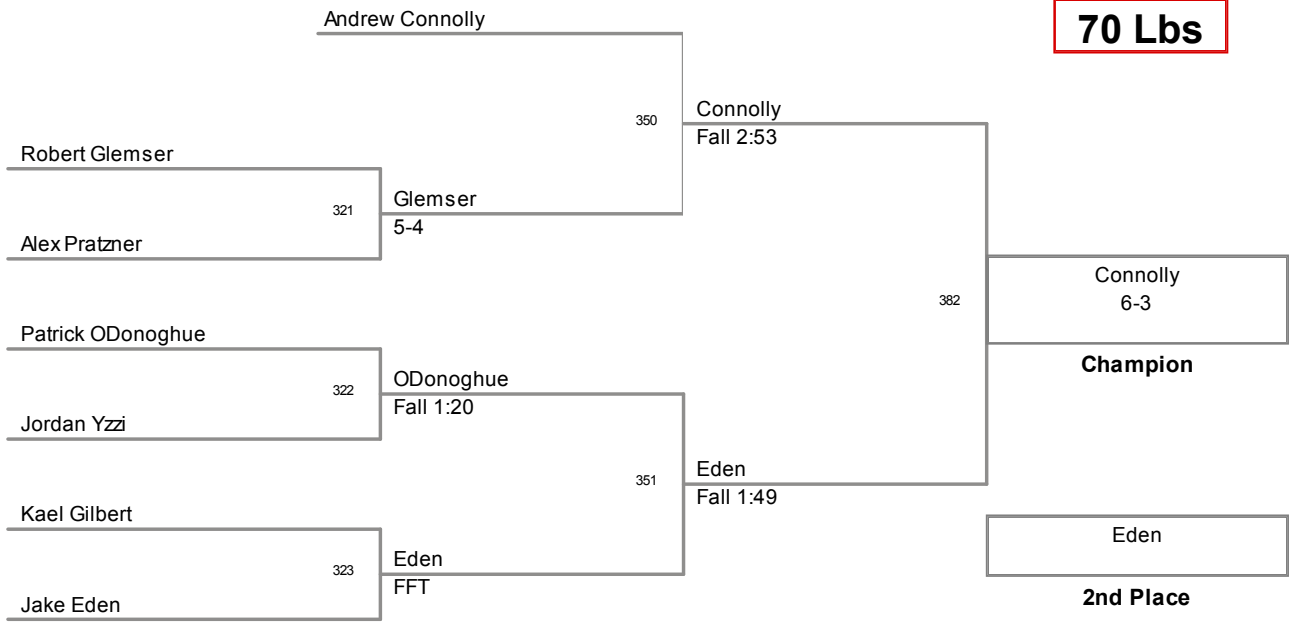 Andrew Connolly
70 Lbs
350
Connolly
Fall 2:53
Robert Glemser
321
Glemser
5-4
Alex Pratzner
382
Connolly
6-3
Champion
Patrick ODonoghue
322
ODonoghue
Fall 1:20
Jordan Yzzi
351
Eden
Fall 1:49
Kael Gilbert
323
Eden
FFT
Jake Eden
Eden
2nd Place